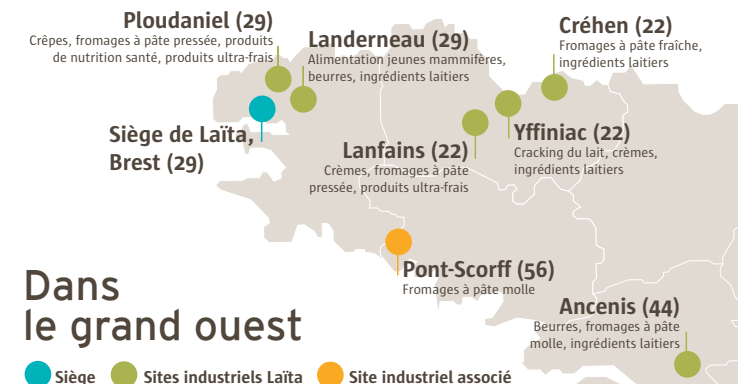 Ploudaniel (29)
Crêpes, fromages à pâte pressée, produits
de nutrition santé, produits ultra-frais
Landerneau (29)
Alimentation jeunes mammifères,
beurres, ingrédients laitiers
Créhen (22)
Fromages à pâte fraîche,
ingrédients laitiers
Siège de Laïta,
Brest (29)
Lanfains (22)
Crèmes, fromages à pâte
pressée, produits ultra-frais
Yffiniac (22)
Cracking du lait, crèmes,
ingrédients laitiers
Pont-Scorff (56)
Fromages à pâte molle
Ancenis (44)
Beurres, fromages à pâte
molle, ingrédients laitiers
Dans
le grand ouest
Siège Sites industriels Laïta Site industriel associé